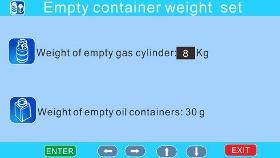 Empty container weight set
Weight of empty gas cylinder: 8 Kg
Weight of empty oil containers: 30 g
ENTER EXIT